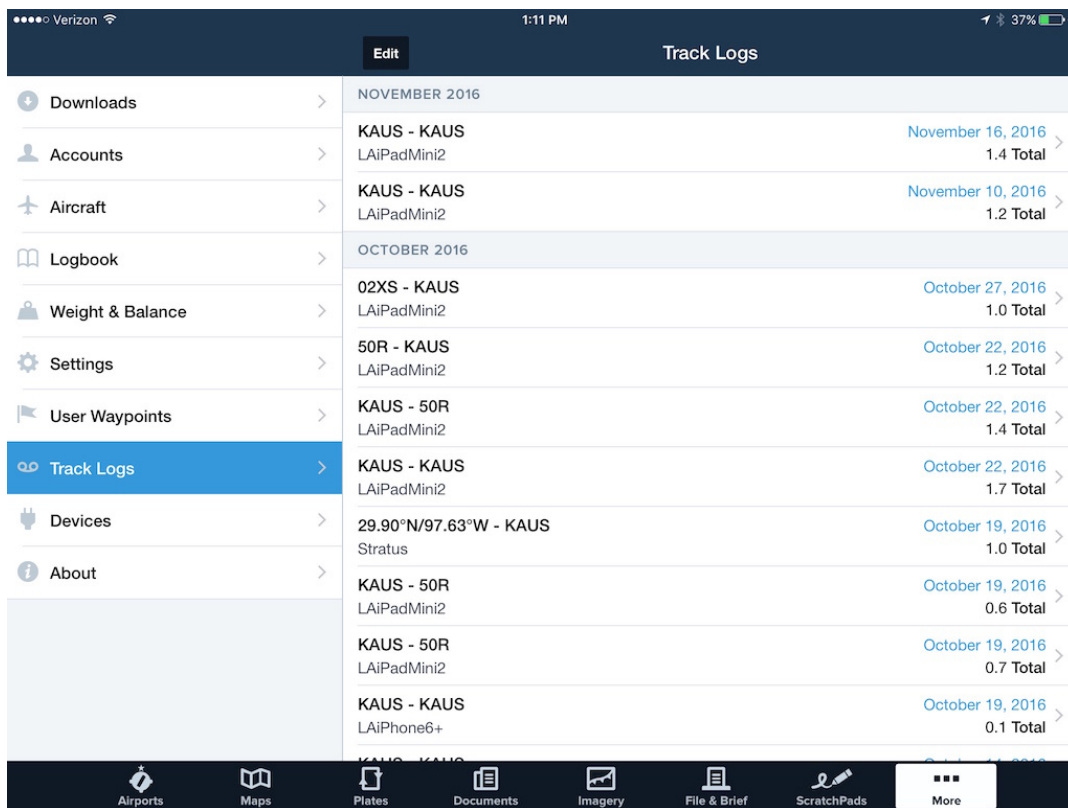 Verizon
1:11 PM
37%
Edit
Track Logs
Downloads
Accounts
Aircraft
Logbook
Weight & Balance
Settings
User Waypoints
Track Logs
Devices
About
NOVEMBER 2016
KAUS - KAUS
November 16, 2016
LAiPadMini2
1.4 Total
KAUS - KAUS
November 10, 2016
LAiPadMini2
1.2 Total
OCTOBER 2016
02XS - KAUS
October 27, 2016
LAiPadMini2
1.0 Total
50R - KAUS
October 22, 2016
LAiPadMini2
1.2 Total
KAUS - 50R
October 22, 2016
LAiPadMini2
1.4 Total
KAUS - KAUS
October 22, 2016
LAiPadMini2
1.7 Total
29.90°N/97.63°W - KAUS
October 19, 2016
Stratus
1.0 Total
KAUS - 50R
October 19, 2016
LAiPadMini2
0.6 Total
KAUS - 50R
October 19, 2016
LAiPadMini2
0.7 Total
KAUS - KAUS
October 19, 2016
LAiPhone6+
0.1 Total
Airports
Maps
Plates
Documents
Imagery
File & Brief
ScratchPads
More